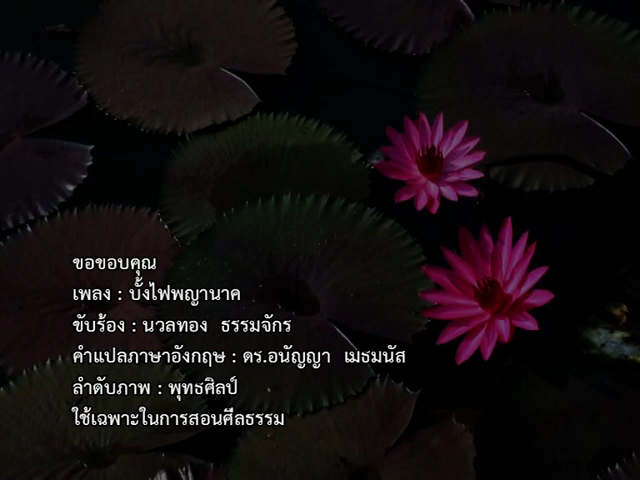 ขอขอบคุณ
เพลง : บั้งไฟพญานาค
ขับร้อง : นวลทอง ธรรมจักร
คำแปลภาษาอังกฤษ : ดร.อนัญญา เมธมนัส
ลำดับภาพ : พุทธศิลป์
ใช้เฉพาะในการสอนศีลธรรม